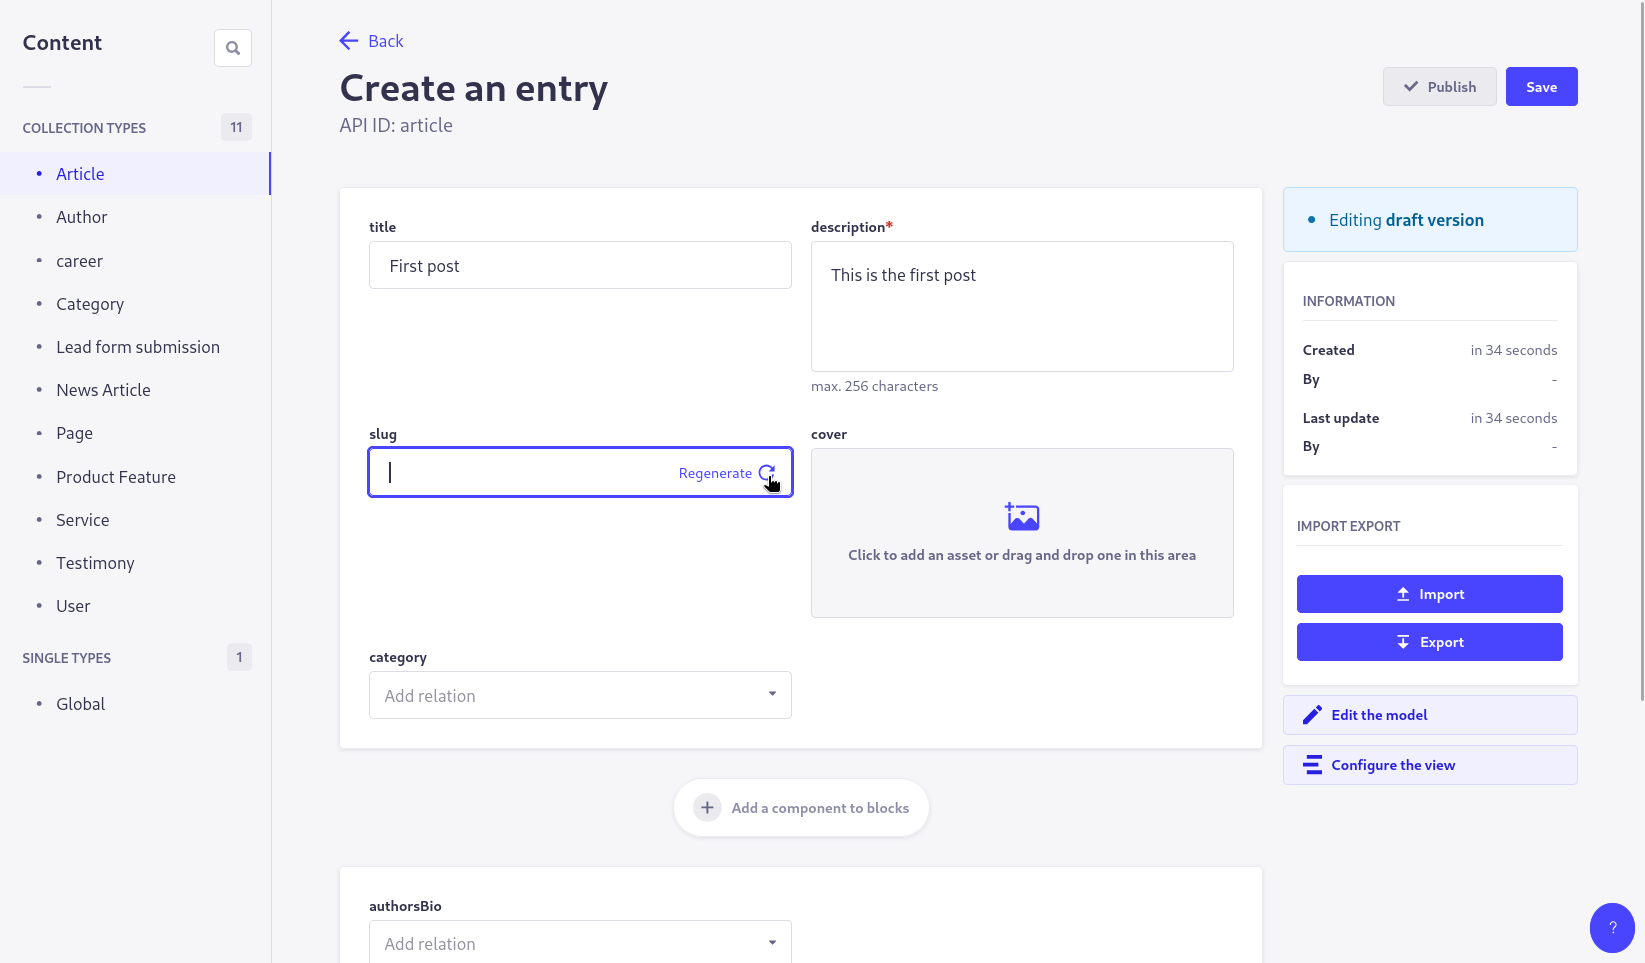 Content
COLLECTION TYPES 11
Article
Author
career
Category
Lead form submission
News Article
Page
Product Feature
Service
Testimony
User
SINGLE TYPES 1
Global
Back
Create an entry
API ID: article
Publish
Save
title
First post
description*
This is the first post
max. 256 characters
slug
Regenerate
cover
Click to add an asset or drag and drop one in this area
category
Add relation
Add a component to blocks
authorsBio
Add relation
Editing draft version
INFORMATION
Created in 34 seconds
By -
Last update in 34 seconds
By -
IMPORT EXPORT
Import
Export
Edit the model
Configure the view
?